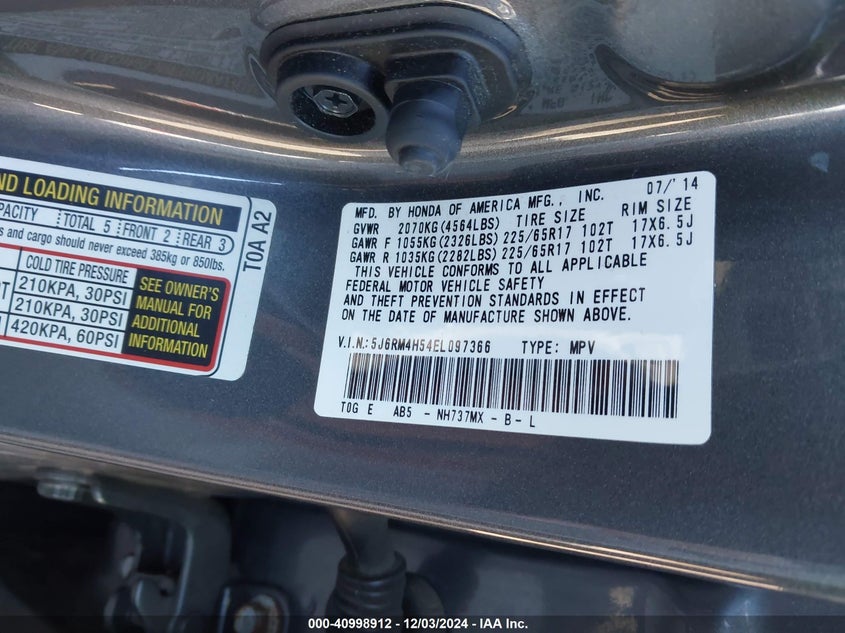 ND LOADING INFORMATION
PACITY TOTAL 5 FRONT 2 REAR 3
s and cargo should never exceed 385kg or 850lbs.
COLD TIRE PRESSURE
210KPA, 30PSI
210KPA, 30PSI
420KPA, 60PSI
SEE OWNER'S
MANUAL FOR
ADDITIONAL
INFORMATION
T0A A2
MFD. BY HONDA OF AMERICA MFG., INC. 07/'14
GVWR 2070KG(4564LBS) TIRE SIZE RIM SIZE
GAWR F 1055KG(2326LBS) 225/65R17 102T 17X6.5J
GAWR R 1035KG(2282LBS) 225/65R17 102T 17X6.5J
THIS VEHICLE CONFORMS TO ALL APPLICABLE
FEDERAL MOTOR VEHICLE SAFETY
AND THEFT PREVENTION STANDARDS IN EFFECT
ON THE DATE OF MANUFACTURE SHOWN ABOVE.
V.I.N.:5J6RM4H54EL097366 TYPE: MPV
T0G E AB5 - NH737MX - B - L
000-40998912 - 12/03/2024 - IAA Inc.